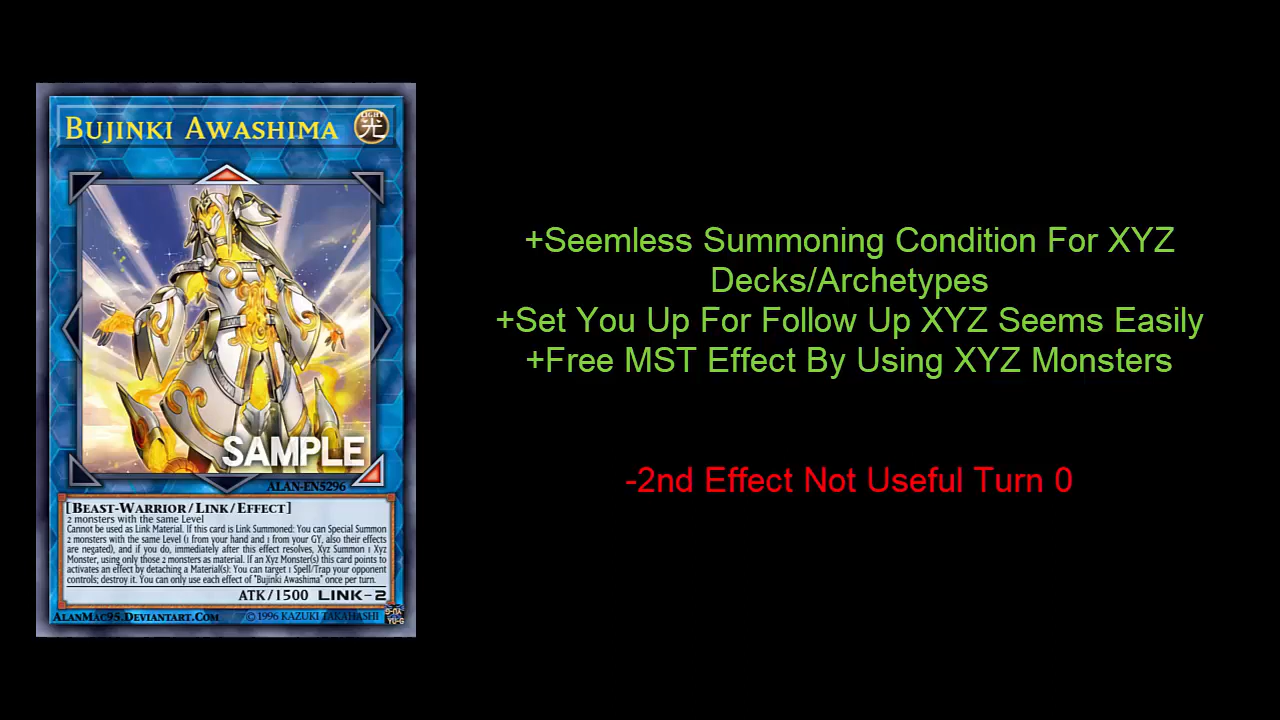 BUJINKI AWASHIMA
LIGHT
光
SAMPLE
ALAN-EN5296
[BEAST-WARRIOR/LINK/EFFECT]
2 monsters with the same Level
Cannot be used as Link Material. If this card is Link Summoned: You can Special Summon
2 monsters with the same Level (1 from your hand and 1 from your GY, also their effects
are negated), and if you do, immediately after this effect resolves, Xyz Summon 1 Xyz
Monster, using only those 2 monsters as material. If an Xyz Monster(s) this card points to
activates an effect by detaching a Material(s): You can target 1 Spell/Trap your opponent
controls; destroy it. You can only use each effect of "Bujinki Awashima" once per turn.
ATK/1500 LINK-2
ALANMAC95.DEVIANTART.COM
©1996 KAZUKI TAKAHASHI
+Seemless Summoning Condition For XYZ
Decks/Archetypes
+Set You Up For Follow Up XYZ Seems Easily
+Free MST Effect By Using XYZ Monsters
-2nd Effect Not Useful Turn 0